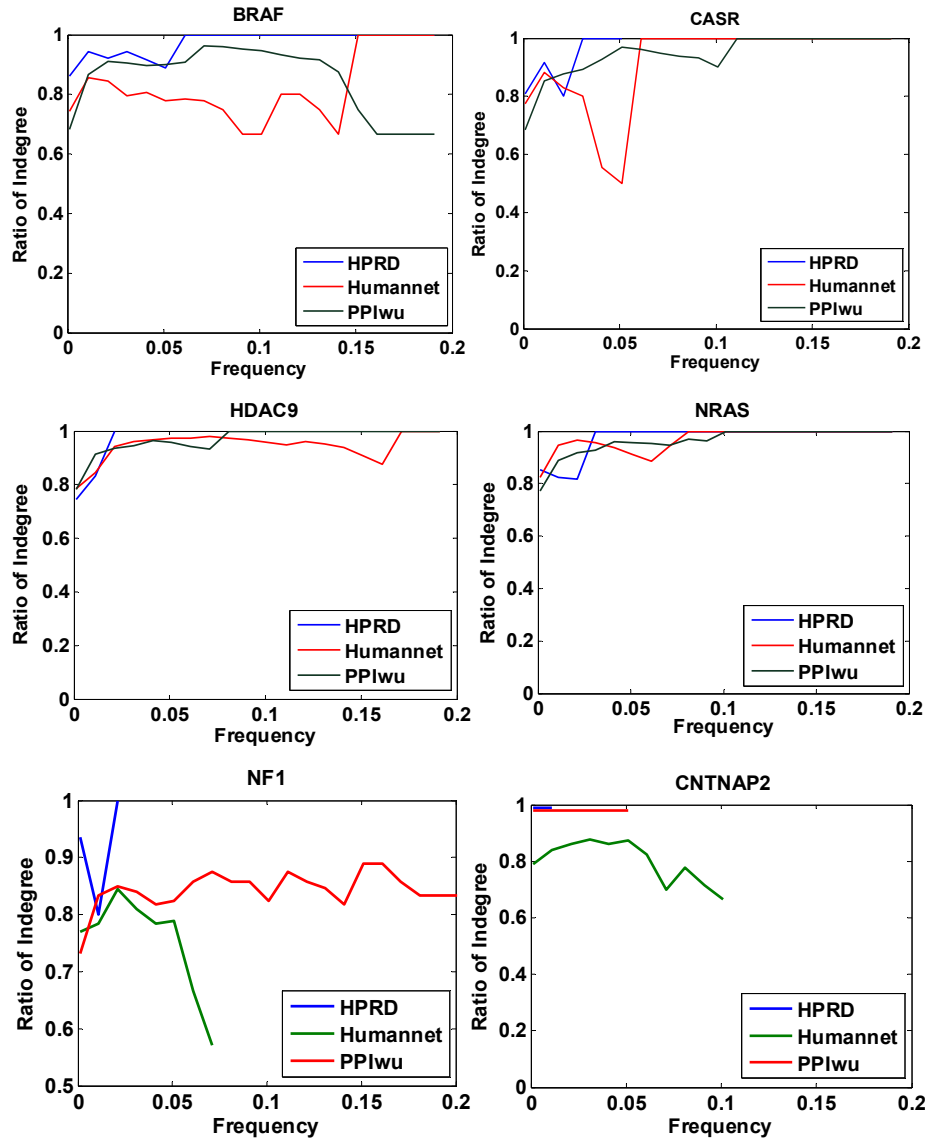 BRAF
Ratio of Indegree
1
0.8
0.6
0.4
0.2
0
HPRD
Humannet
PPIwu
0 0.05 0.1 0.15 0.2
Frequency
CASR
Ratio of Indegree
1
0.8
0.6
0.4
0.2
0
HPRD
Humannet
PPIwu
0 0.05 0.1 0.15 0.2
Frequency
HDAC9
Ratio of Indegree
1
0.8
0.6
0.4
0.2
0
HPRD
Humannet
PPIwu
0 0.05 0.1 0.15 0.2
Frequency
NRAS
Ratio of Indegree
1
0.8
0.6
0.4
0.2
0
HPRD
Humannet
PPIwu
0 0.05 0.1 0.15 0.2
Frequency
NF1
Ratio of Indegree
1
0.9
0.8
0.7
0.6
0.5
HPRD
Humannet
PPIwu
0 0.05 0.1 0.15 0.2
Frequency
CNTNAP2
Ratio of Indegree
1
0.8
0.6
0.4
0.2
0
HPRD
Humannet
PPIwu
0 0.05 0.1 0.15 0.2
Frequency